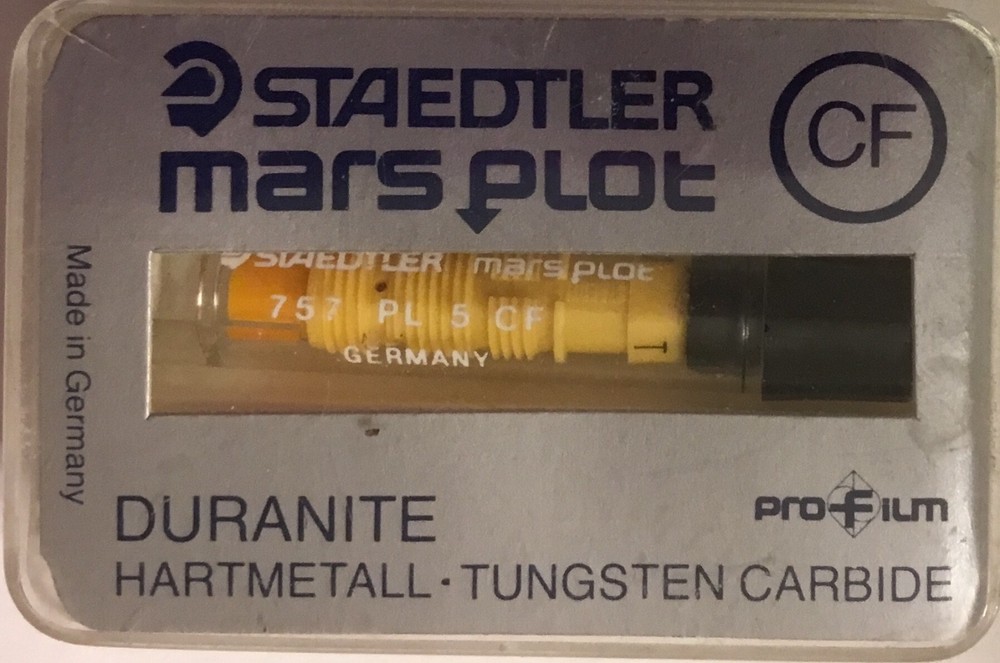 STAEDTLER
mars plot
CF
Made in Germany
STAEDTLER mars plot
757 PL 5 CF
GERMANY
T
DURANITE
profilm
HARTMETALL · TUNGSTEN CARBIDE